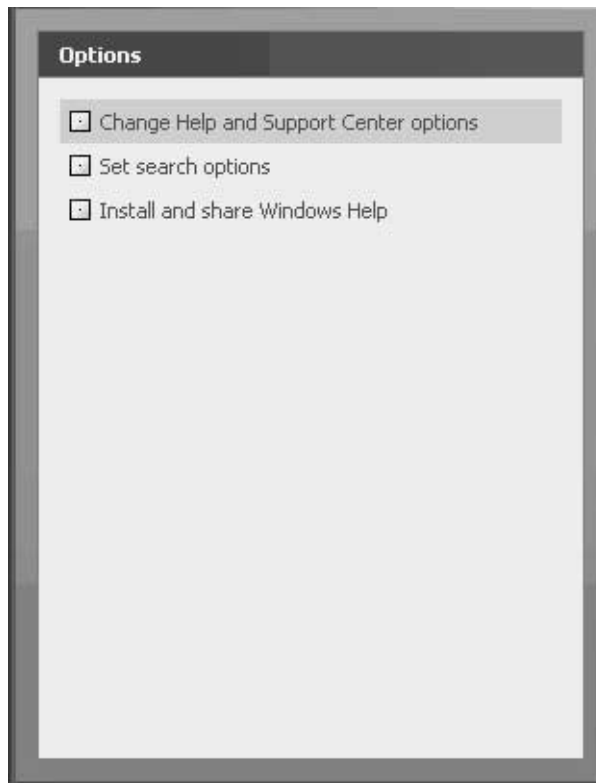 Options
Change Help and Support Center options
Set search options
Install and share Windows Help